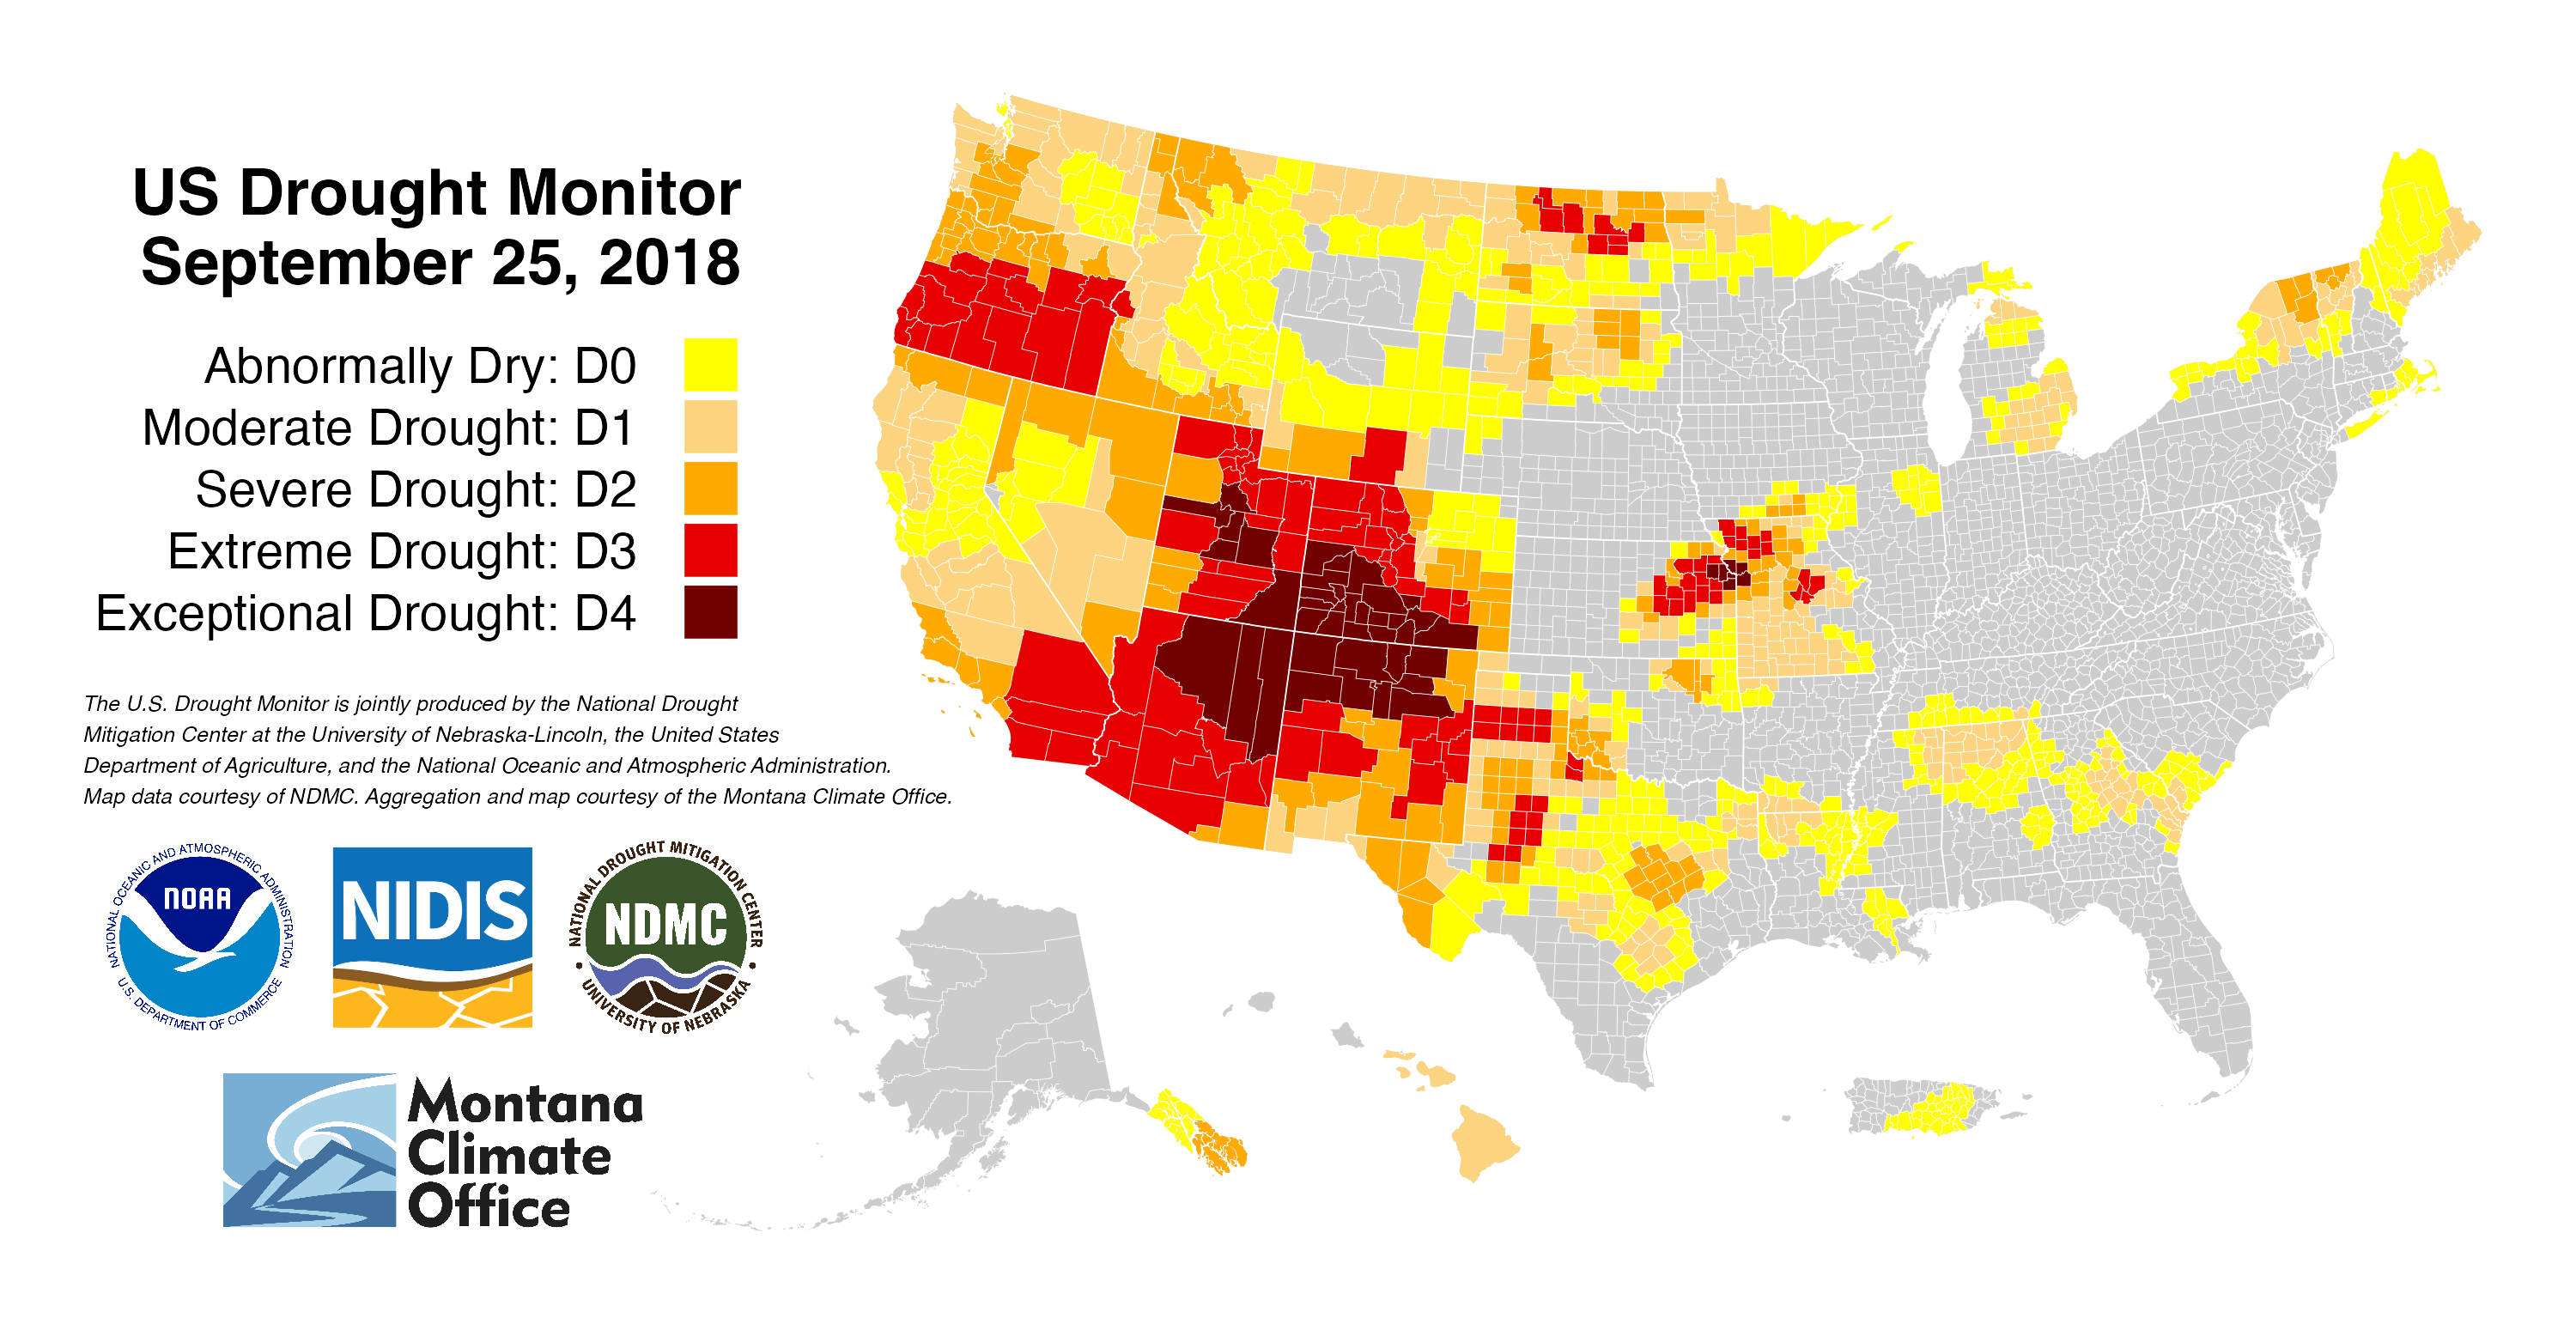 US Drought Monitor
September 25, 2018
Abnormally Dry: D0
Moderate Drought: D1
Severe Drought: D2
Extreme Drought: D3
Exceptional Drought: D4
The U.S. Drought Monitor is jointly produced by the National Drought
Mitigation Center at the University of Nebraska-Lincoln, the United States
Department of Agriculture, and the National Oceanic and Atmospheric Administration.
Map data courtesy of NDMC. Aggregation and map courtesy of the Montana Climate Office.
NATIONAL OCEANIC AND ATMOSPHERIC ADMINISTRATION
NOAA
U.S. DEPARTMENT OF COMMERCE
NIDIS
NATIONAL DROUGHT MITIGATION CENTER
NDMC
• UNIVERSITY OF NEBRASKA •
Montana
Climate
Office